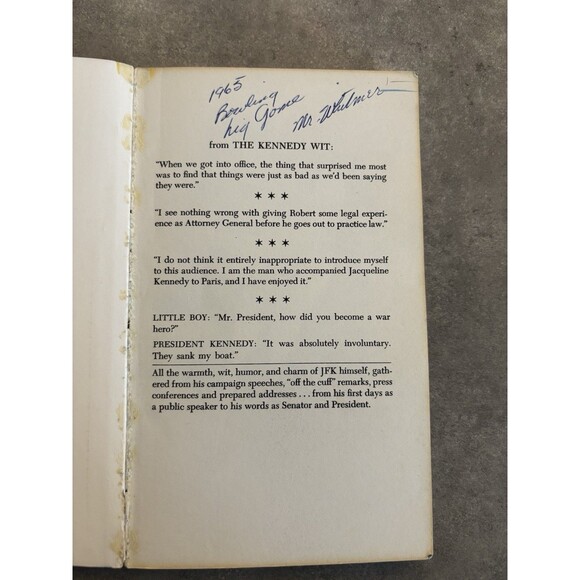 1965
Bowling
hig Game
Mr.
from THE KENNEDY WIT:
"When we got into office, the thing that surprised me most
was to find that things were just as bad as we'd been saying
they were."
★ ★ ★
"I see nothing wrong with giving Robert some legal experi-
ence as Attorney General before he goes out to practice law."
★ ★ ★
"I do not think it entirely inappropriate to introduce myself
to this audience. I am the man who accompanied Jacqueline
Kennedy to Paris, and I have enjoyed it."
★ ★ ★
LITTLE BOY: "Mr. President, how did you become a war
hero?"
PRESIDENT KENNEDY: "It was absolutely involuntary.
They sank my boat."
All the warmth, wit, humor, and charm of JFK himself, gath-
ered from his campaign speeches, "off the cuff" remarks, press
conferences and prepared addresses . . . from his first days as
a public speaker to his words as Senator and President.